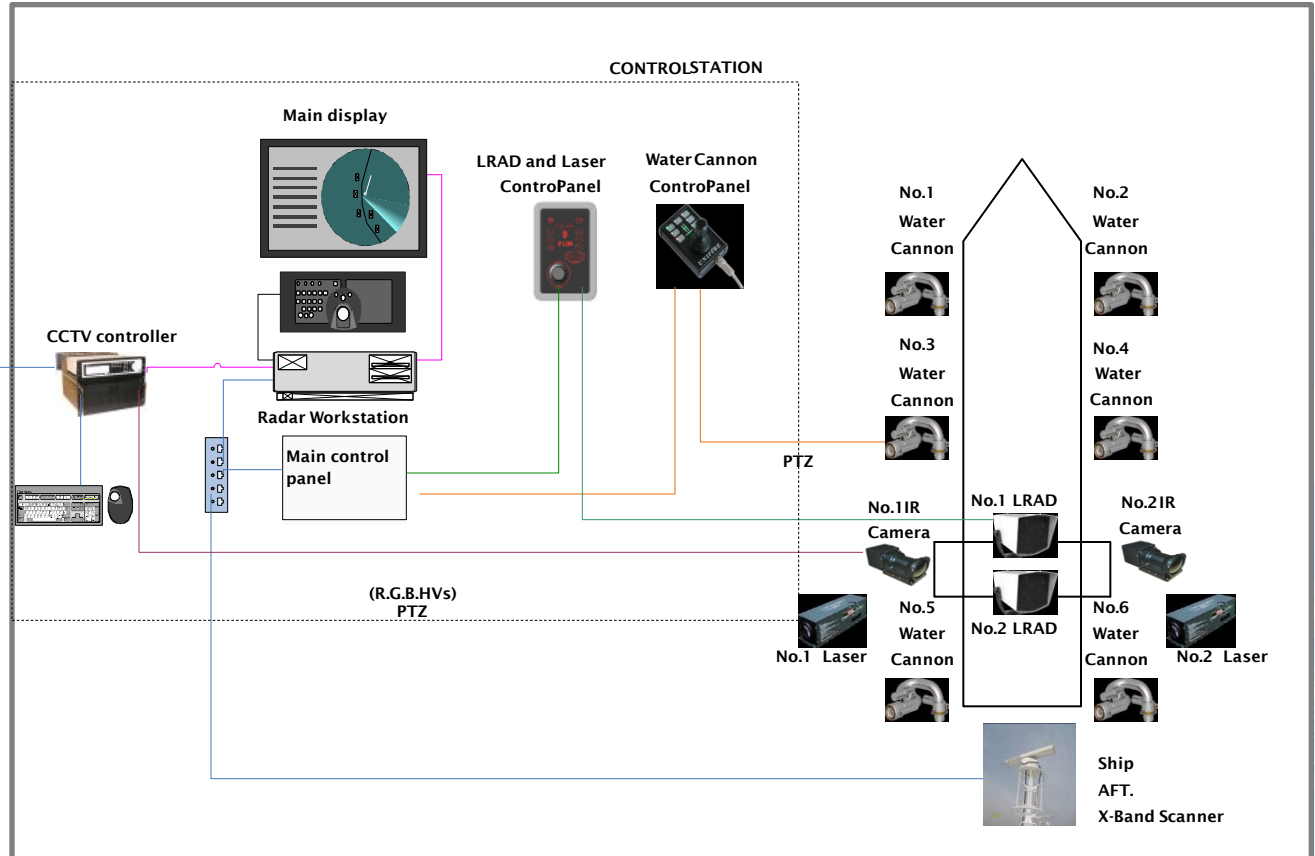 CONTROLSTATION
Main display
LRAD and Laser
ControPanel
Water Cannon
ControPanel
No.1
Water
Cannon
No.2
Water
Cannon
CCTV controller
Radar Workstation
Main control
panel
No.3
Water
Cannon
No.4
Water
Cannon
PTZ
No.1IR
Camera
No.1 LRAD
No.2IR
Camera
(R.G.B.HVs)
PTZ
No.2 LRAD
No.1 Laser
No.5
Water
Cannon
No.6
Water
Cannon
No.2 Laser
Ship
AFT.
X-Band Scanner
UNIFIRE